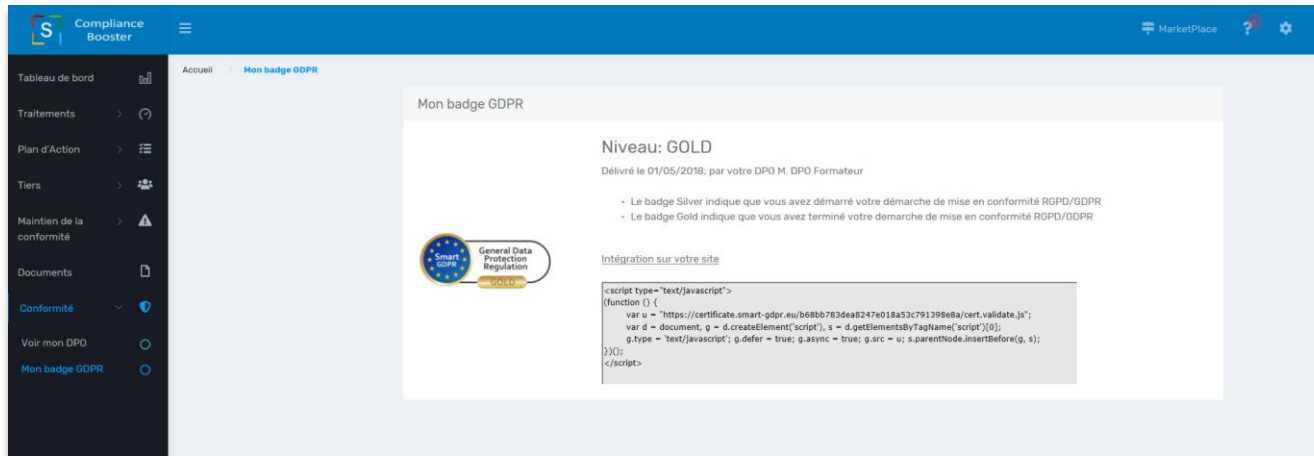 Compliance
Booster
MarketPlace
Tableau de bord
Traitements
Plan d'Action
Tiers
Maintien de la
conformité
Documents
Conformité
Voir mon DPO
Mon badge GDPR
Accueil > Mon badge GDPR
Mon badge GDPR
Smart
GDPR
General Data
Protection
Regulation
GOLD
Niveau: GOLD
Délivré le 01/05/2018; par votre DPO M. DPO Formateur
• Le badge Silver indique que vous avez démarré votre démarche de mise en conformité RGPD/GDPR
• Le badge Gold indique que vous avez terminé votre demarche de mise en conformité RGPD/GDPR
Intégration sur votre site
<script type="text/javascript">
(function () {
var u = "https://certificate.smart-gdpr.eu/b68bb783dea8247e018a53c791398e8a/cert.validate.js";
var d = document, g = d.createElement('script'), s = d.getElementsByTagName('script')[0];
g.type = 'text/javascript'; g.defer = true; g.async = true; g.src = u; s.parentNode.insertBefore(g, s);
})();
</script>